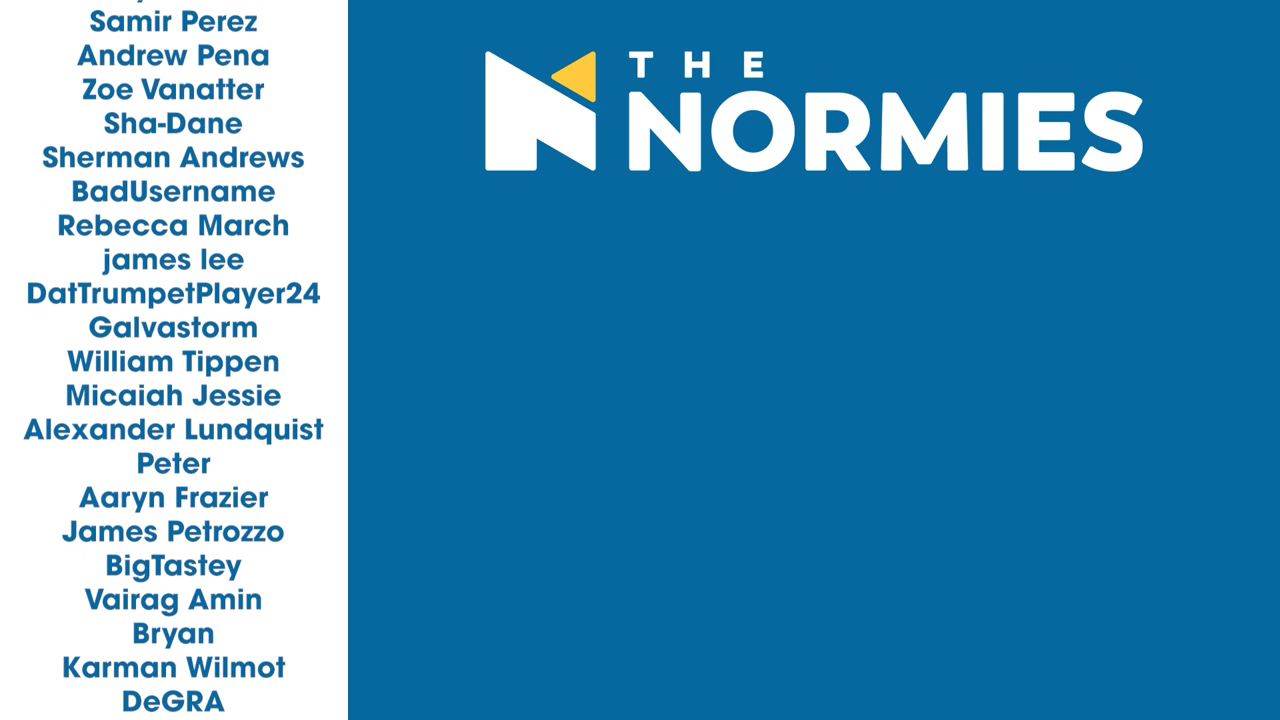 Samir Perez
Andrew Pena
Zoe Vanatter
Sha-Dane
Sherman Andrews
BadUsername
Rebecca March
james lee
DatTrumpetPlayer24
Galvastorm
William Tippen
Micaiah Jessie
Alexander Lundquist
Peter
Aaryn Frazier
James Petrozzo
BigTastey
Vairag Amin
Bryan
Karman Wilmot
DeGRA
THE
NORMIES